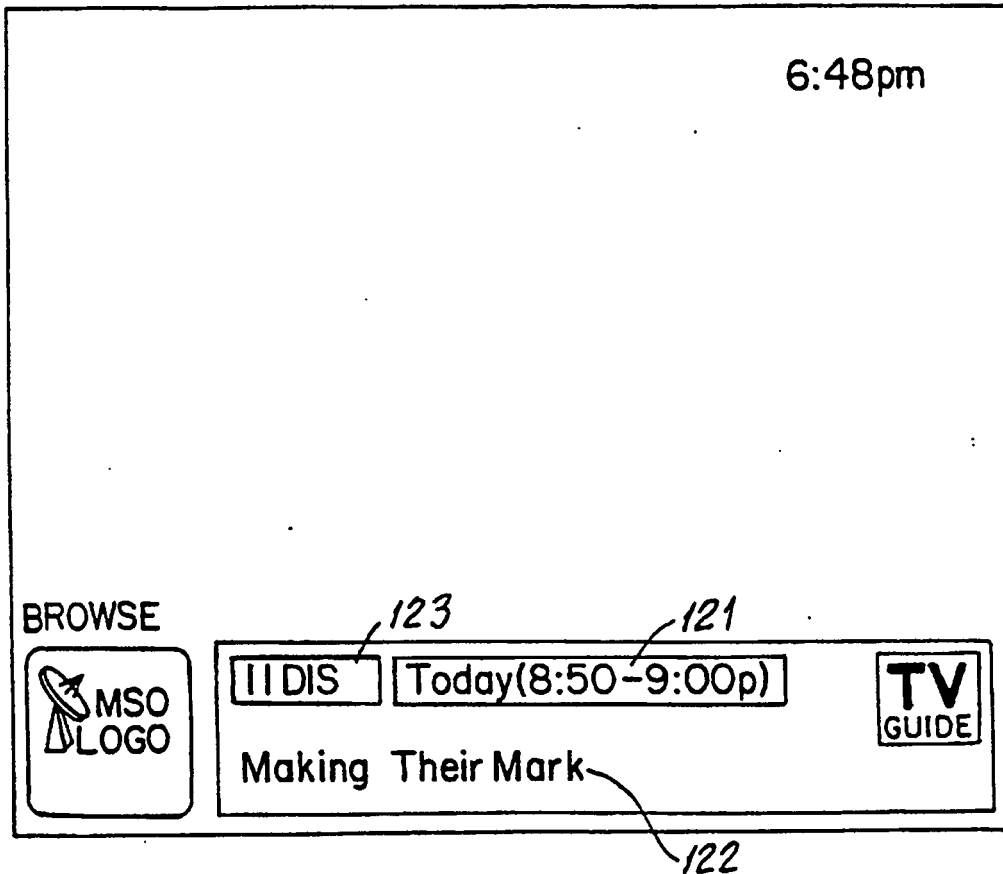 6:48pm
BROWSE
123
121
11 DIS
Today(8:50-9:00p)
TV
GUIDE
MSO
LOGO
Making Their Mark
122